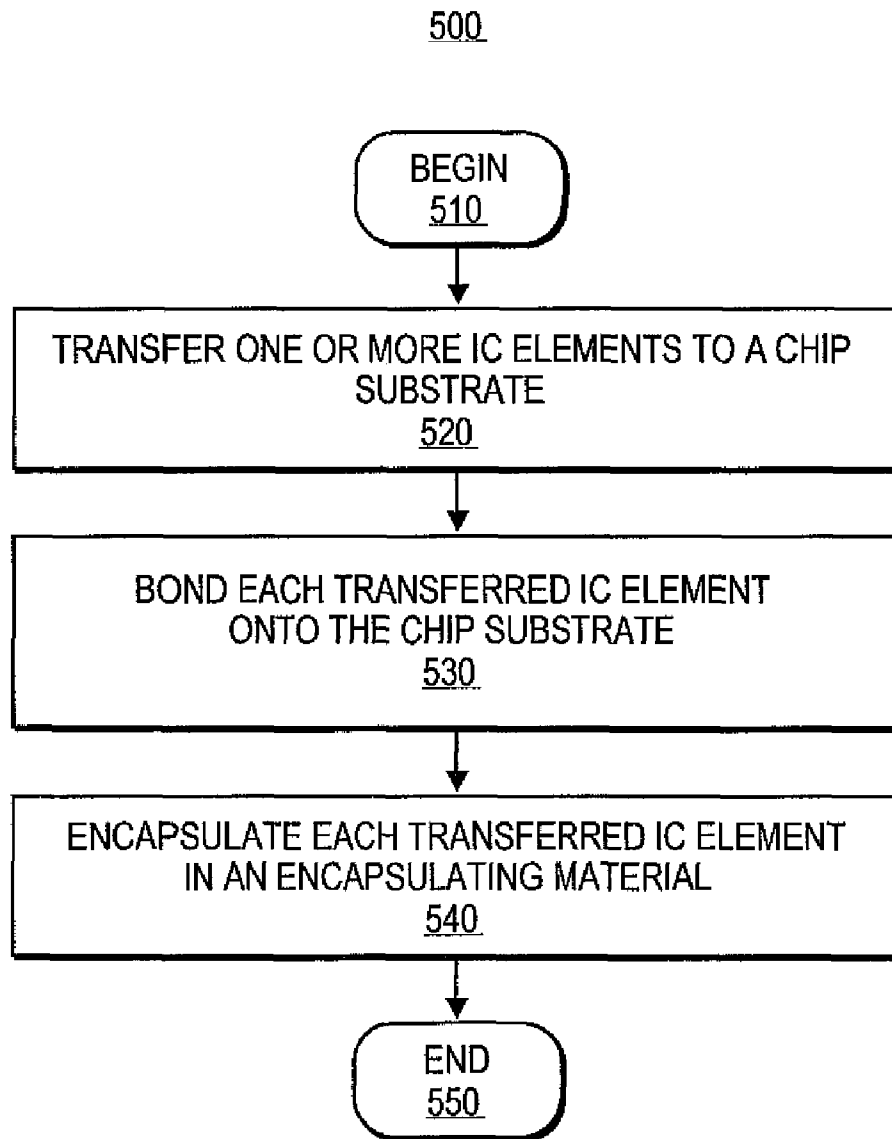 500
BEGIN
510
TRANSFER ONE OR MORE IC ELEMENTS TO A CHIP
SUBSTRATE
520
BOND EACH TRANSFERRED IC ELEMENT
ONTO THE CHIP SUBSTRATE
530
ENCAPSULATE EACH TRANSFERRED IC ELEMENT
IN AN ENCAPSULATING MATERIAL
540
END
550